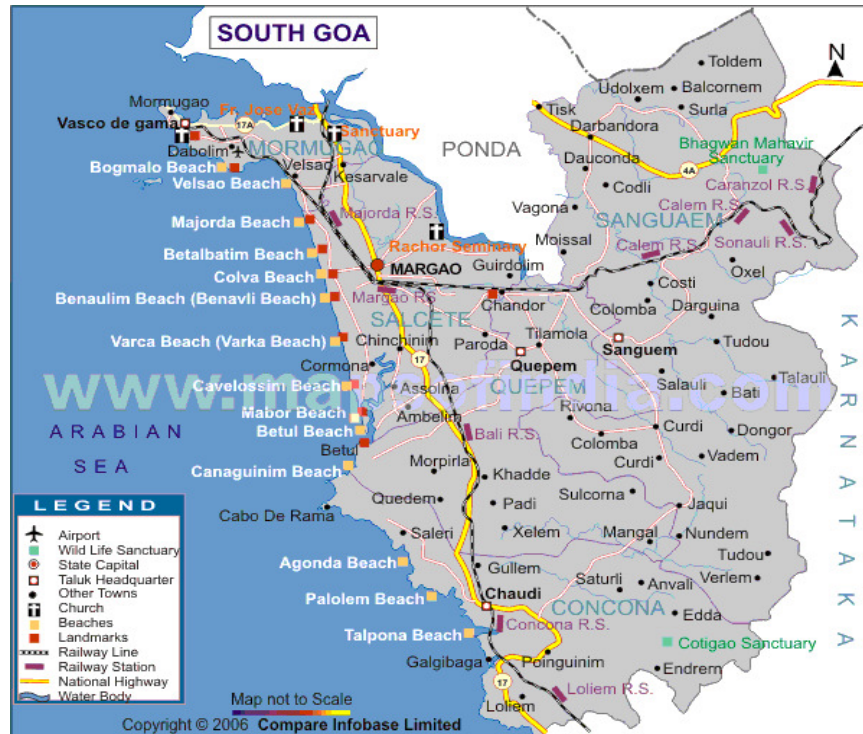 SOUTH GOA
N
Toldem
Udolxem
Balcornem
Surla
Tisk
Mormugao
Fr. Jose Vaz
17A
Vasco de gama
Sanctuary
MORMUGAO
PONDA
Darbandora
Bhagwan Mahavir
Sanctuary
Dabolim
Dauconda
4A
Bogmalo Beach
Velsao
Kesarvale
Codli
Caranzol R.S.
Velsao Beach
Calem R.S.
Vagona
SANGUAEM
Majorda Beach
Majorda R.S.
Sonauli R.S.
Rachor Semmary
Moissal
Calem R.S.
Betalbatim Beach
MARGAO
Guirdolim
Oxel
Colva Beach
Costi
Benaulim Beach (Benavli Beach)
Margao RS
Chandor
Colomba
Darguina
SALCETE
Varca Beach (Varka Beach)
Chinchinim
Paroda
Tilamola
Sanguem
Tudou
Cormona
17
Quepem
Cavelossim Beach
Assolna
QUEPEM
Salauli
Talauli
www.mapsofindia.com
Bati
Mabor Beach
Ambelim
Rivona
ARABIAN
SEA
Betul Beach
Bali R.S.
Colomba
Curdi
Dongor
Betul
Curdi
Vadem
Canaguinim Beach
Morpirla
Khadde
Quedem
Padi
Sulcorna
Jaqui
Cabo De Rama
Saleri
Xelem
Mangal
Nundem
Agonda Beach
Gullem
Tudou
Saturli
Anvali
Verlem
Palolem Beach
Chaudi
CONCONA
Edda
Talpona Beach
Concona R.S.
Cotigao Sanctuary
Galgibaga
Poinguinim
Endrem
17
Loliem R.S.
Loliem
KARNATAKA
LEGEND
Airport
Wild Life Sanctuary
State Capital
Taluk Headquarter
Other Towns
Church
Beaches
Landmarks
Railway Line
Railway Station
National Highway
Water Body
Map not to Scale
Copyright © 2006 Compare Infobase Limited